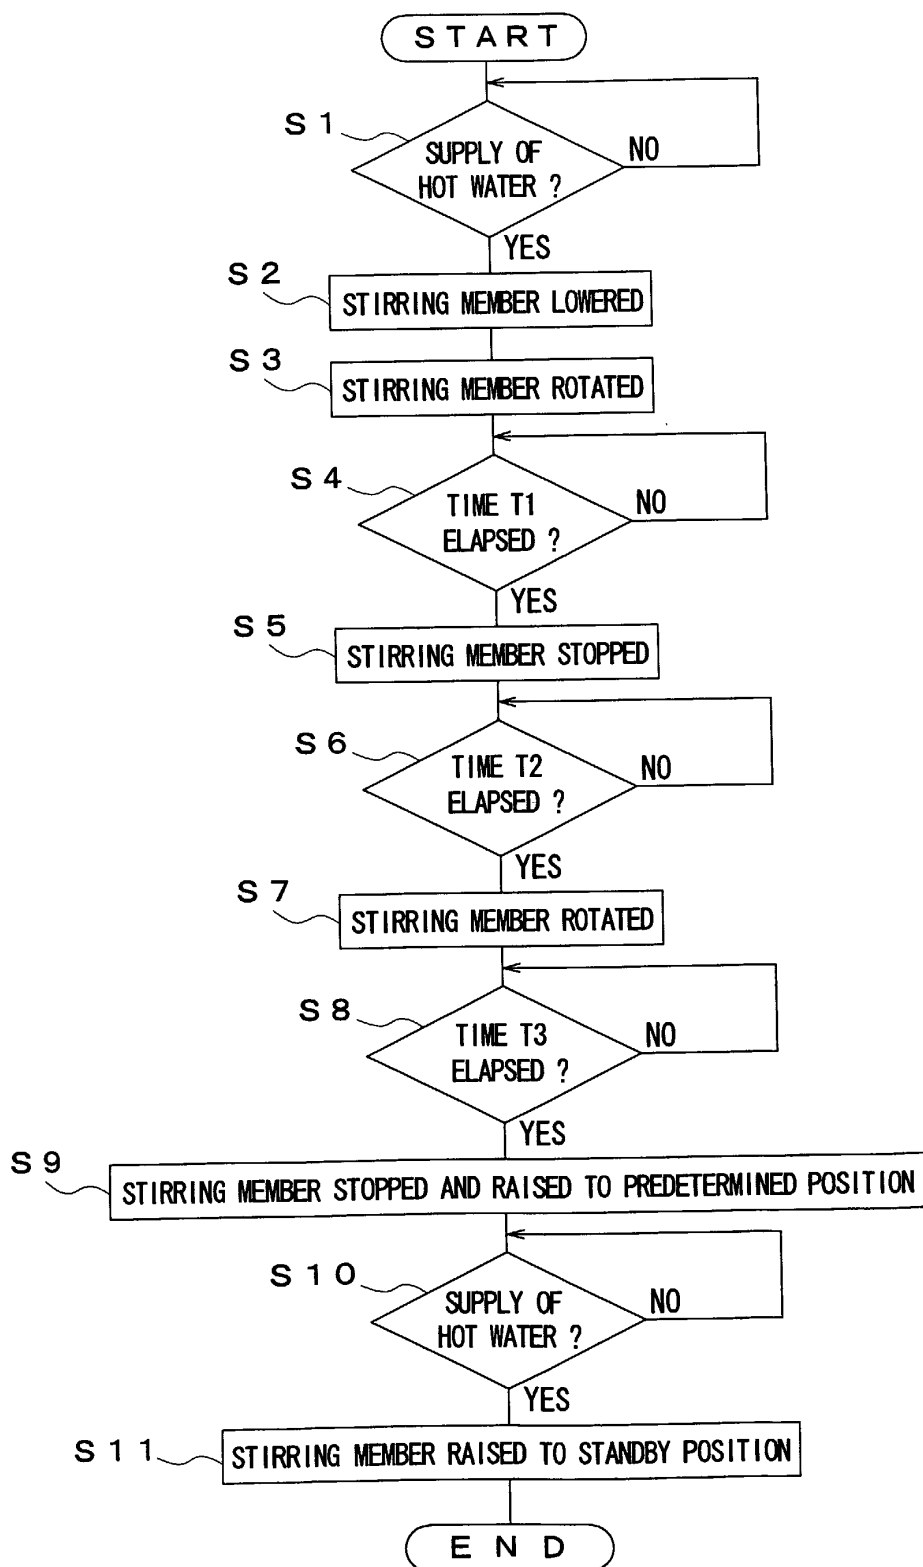 START
S1
SUPPLY OF
HOT WATER ?
NO
YES
S2
STIRRING MEMBER LOWERED
S3
STIRRING MEMBER ROTATED
S4
TIME T1
ELAPSED ?
NO
YES
S5
STIRRING MEMBER STOPPED
S6
TIME T2
ELAPSED ?
NO
YES
S7
STIRRING MEMBER ROTATED
S8
TIME T3
ELAPSED ?
NO
YES
S9
STIRRING MEMBER STOPPED AND RAISED TO PREDETERMINED POSITION
S10
SUPPLY OF
HOT WATER ?
NO
YES
S11
STIRRING MEMBER RAISED TO STANDBY POSITION
END